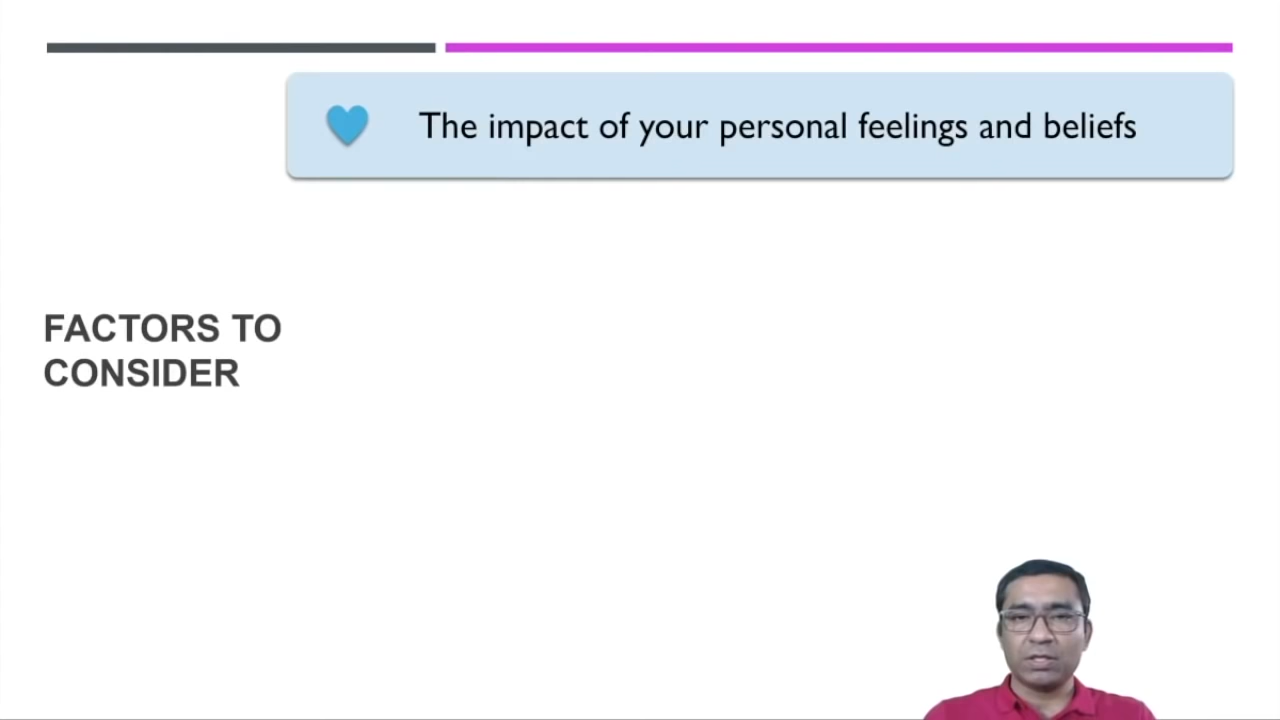 The impact of your personal feelings and beliefs
FACTORS TO
CONSIDER